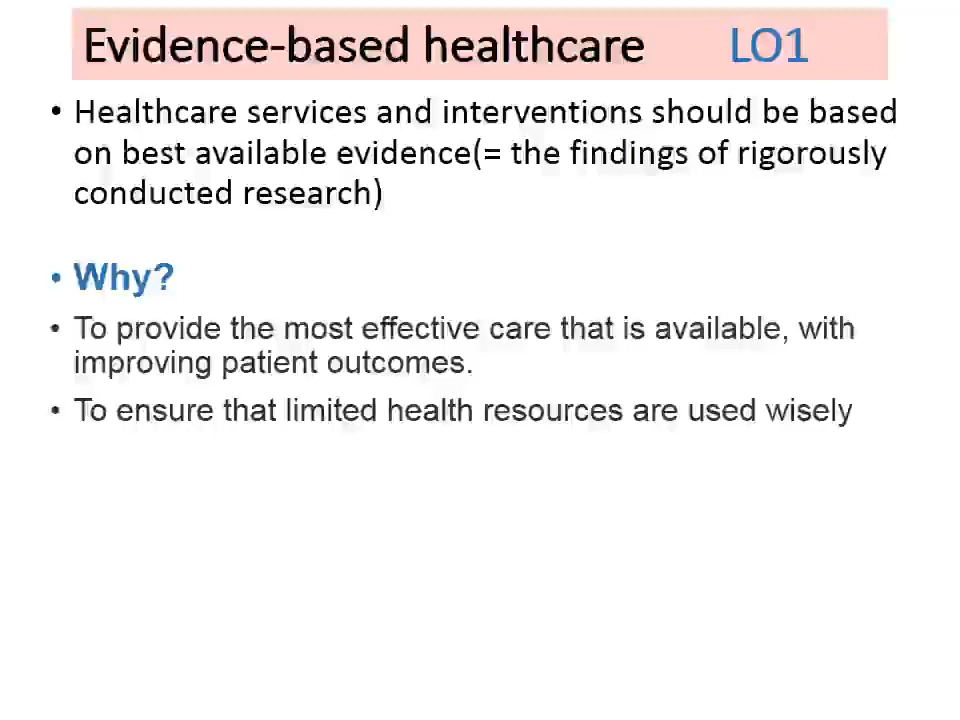 Evidence-based healthcare LO1
• Healthcare services and interventions should be based
on best available evidence(= the findings of rigorously
conducted research)
• Why?
• To provide the most effective care that is available, with
improving patient outcomes.
• To ensure that limited health resources are used wisely